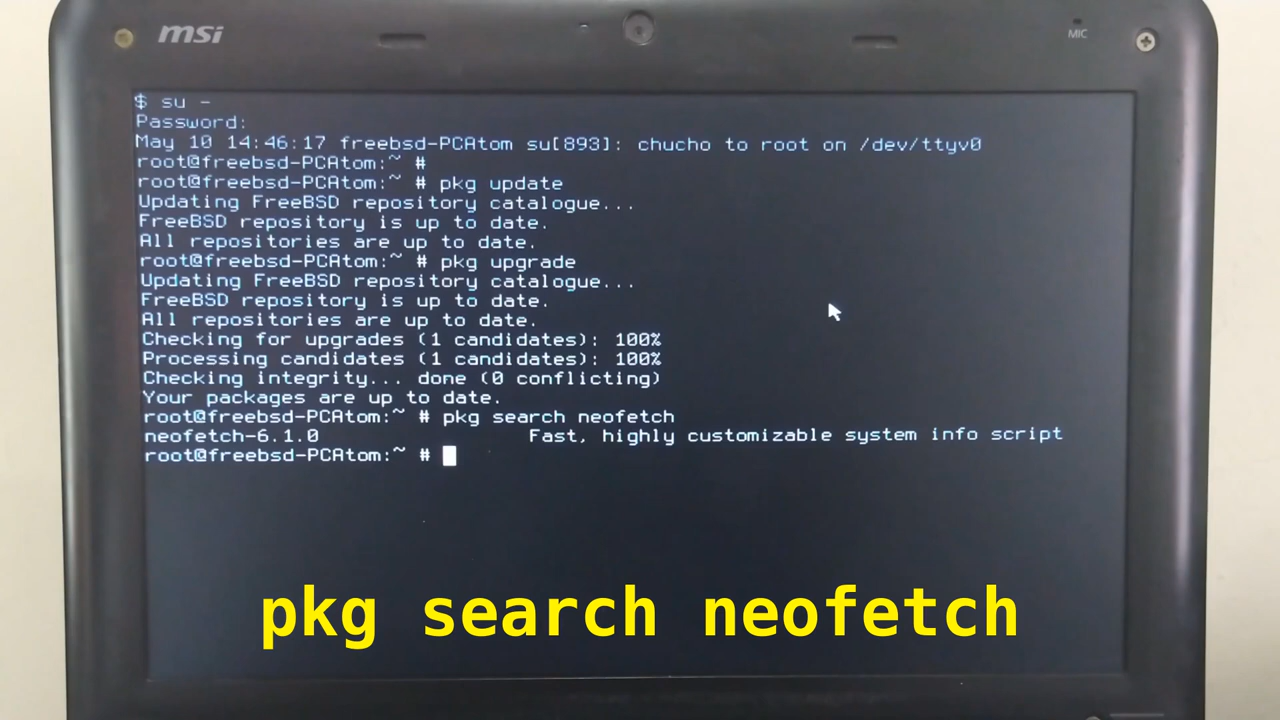 msi
MIC
$ su -
Password:
May 10 14:46:17 freebsd-PCAtom su[893]: chucho to root on /dev/ttyv0
root@freebsd-PCAtom:~ #
root@freebsd-PCAtom:~ # pkg update
Updating FreeBSD repository catalogue...
FreeBSD repository is up to date.
All repositories are up to date.
root@freebsd-PCAtom:~ # pkg upgrade
Updating FreeBSD repository catalogue...
FreeBSD repository is up to date.
All repositories are up to date.
Checking for upgrades (1 candidates): 100%
Processing candidates (1 candidates): 100%
Checking integrity... done (0 conflicting)
Your packages are up to date.
root@freebsd-PCAtom:~ # pkg search neofetch
neofetch-6.1.0 Fast, highly customizable system info script
root@freebsd-PCAtom:~ #
pkg search neofetch